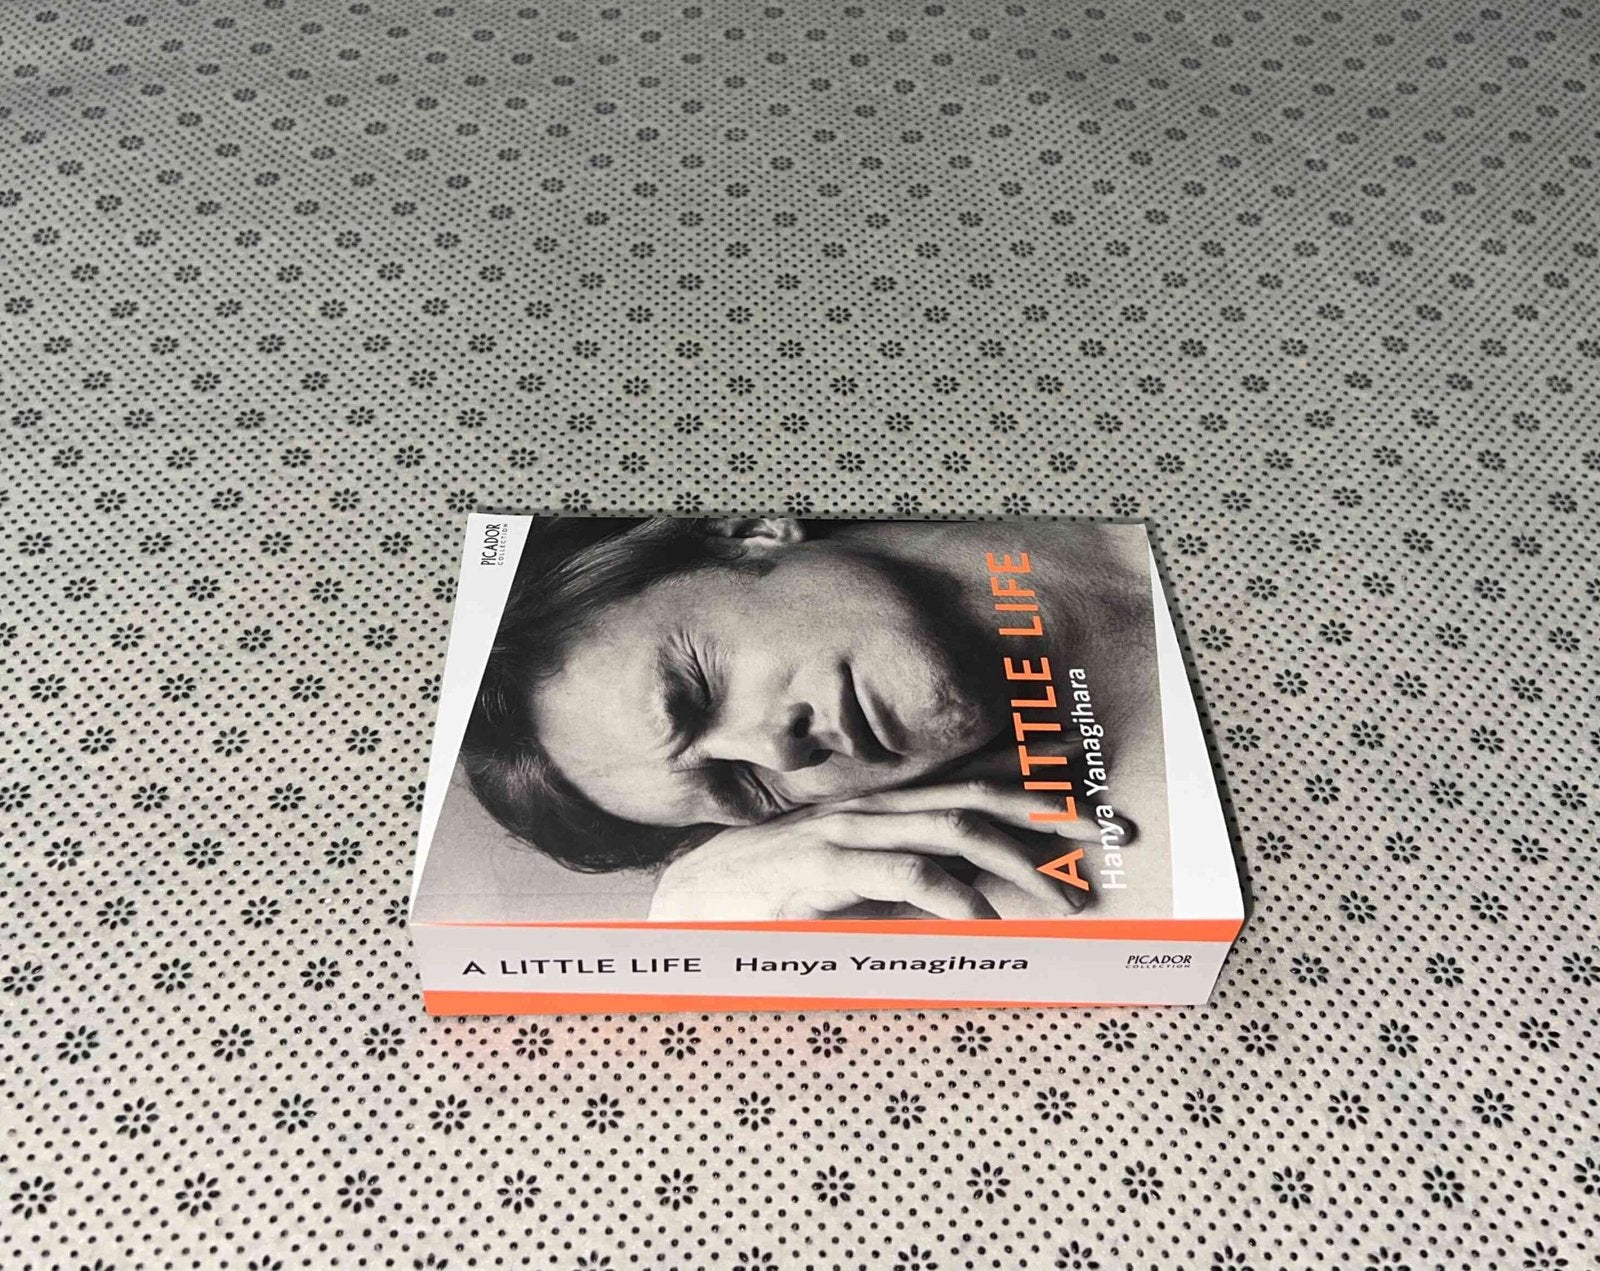 PICADOR
COLLECTION
A LITTLE LIFE
Hanya Yanagihara
A LITTLE LIFE Hanya Yanagihara
PICADOR
COLLECTION